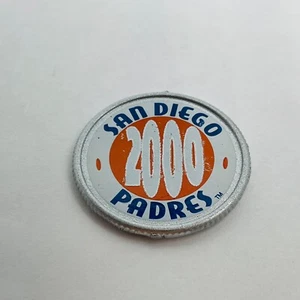 SAN DIEGO
2000
PADRES TM